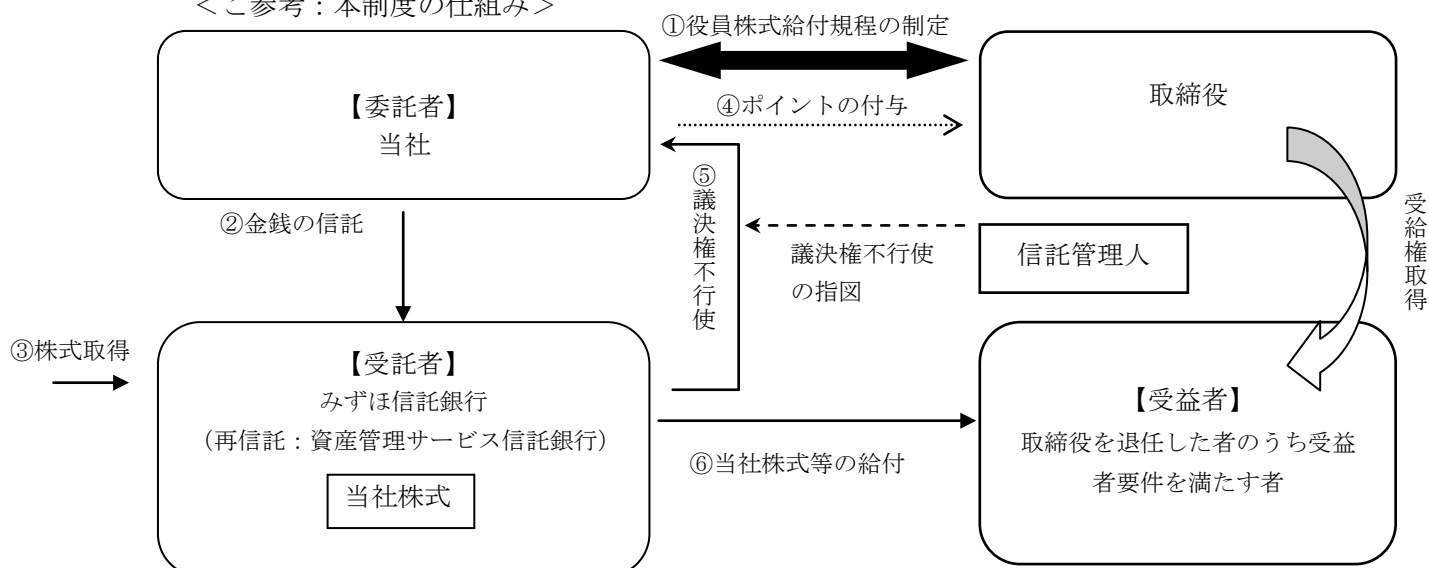 ＜ご参考：本制度の仕組み＞
①役員株式給付規程の制定
【委託者】
当社
④ポイントの付与
取締役
②金銭の信託
⑤議決権不行使
議決権不行使
の指図
信託管理人
受給権取得
③株式取得
【受託者】
みずほ信託銀行
（再信託：資産管理サービス信託銀行）
当社株式
⑥当社株式等の給付
【受益者】
取締役を退任した者のうち受益
者要件を満たす者